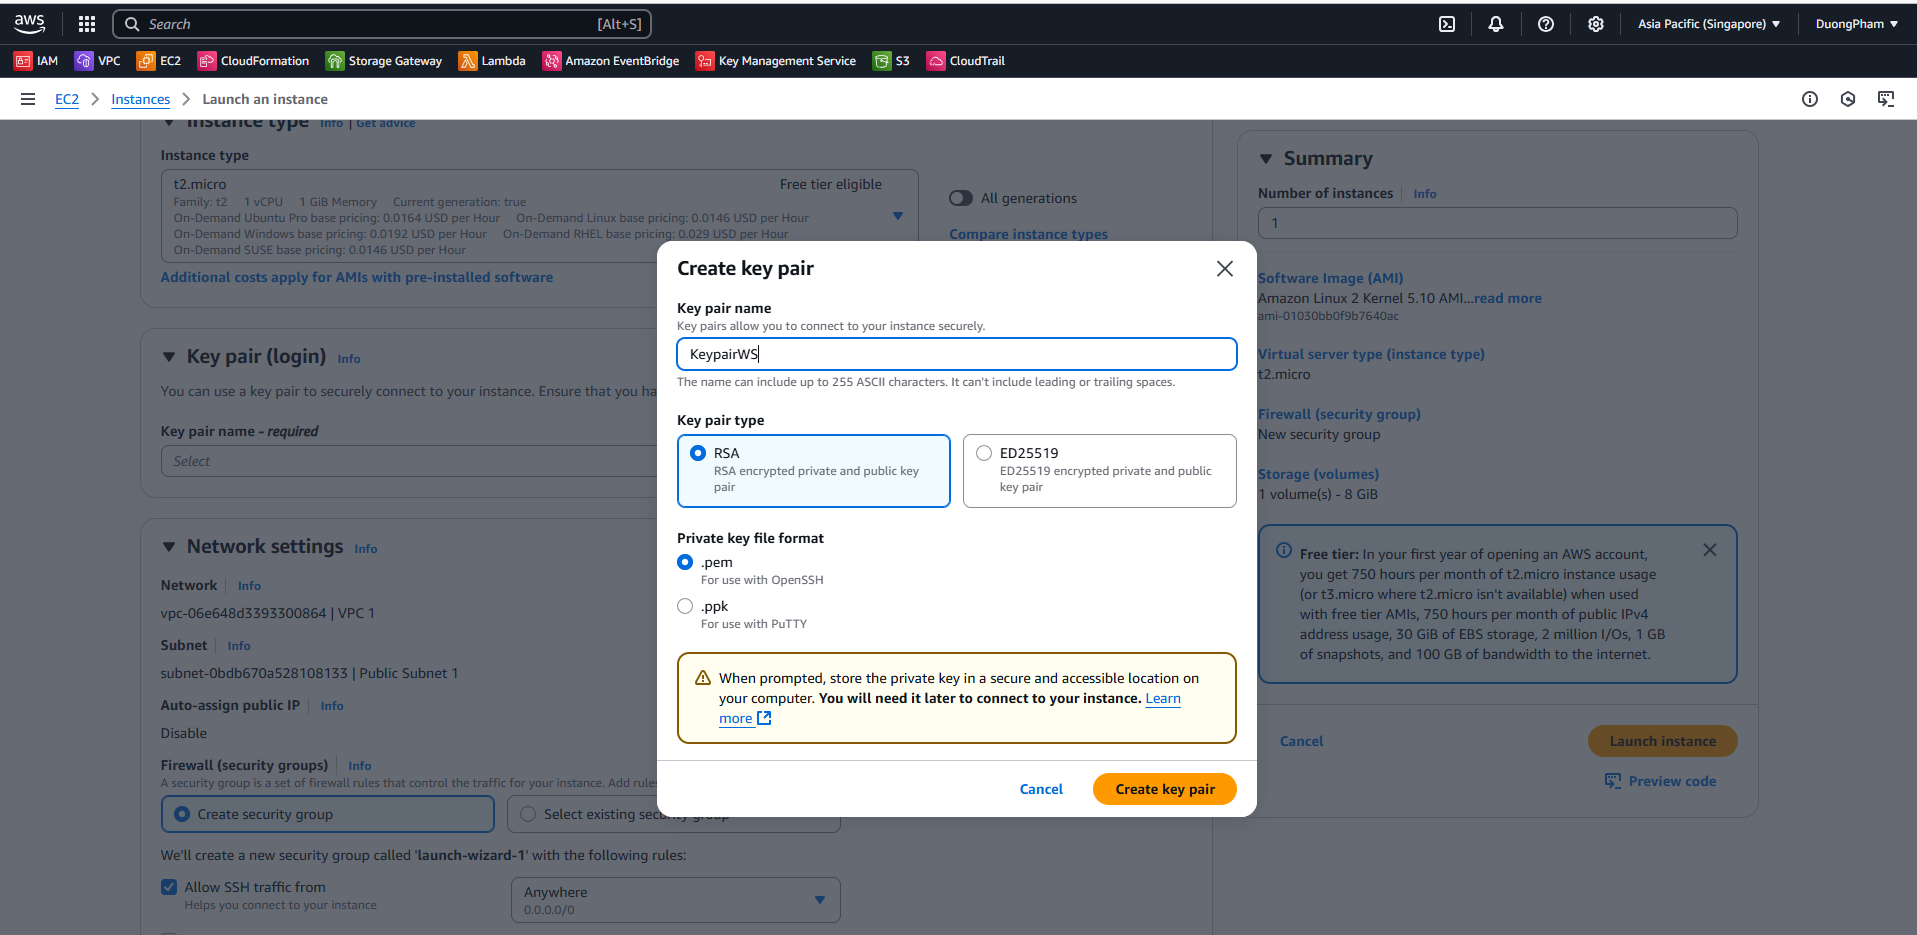 aws
Search [Alt+S]
Asia Pacific (Singapore)
DuongPham
IAM VPC EC2 CloudFormation Storage Gateway Lambda Amazon EventBridge Key Management Service S3 CloudTrail
EC2 > Instances > Launch an instance
Instance type Info | Get advice
Instance type
t2.micro Free tier eligible
Family: t2 1 vCPU 1 GiB Memory Current generation: true
On-Demand Ubuntu Pro base pricing: 0.0164 USD per Hour On-Demand Linux base pricing: 0.0146 USD per Hour
On-Demand Windows base pricing: 0.0192 USD per Hour On-Demand RHEL base pricing: 0.029 USD per Hour
On-Demand SUSE base pricing: 0.0146 USD per Hour
All generations
Compare instance types
Additional costs apply for AMIs with pre-installed software
Key pair (login) Info
You can use a key pair to securely connect to your instance. Ensure that you ha
Key pair name - required
Select
Network settings Info
Network Info
vpc-06e648d3393300864 | VPC 1
Subnet Info
subnet-0bdb670a528108133 | Public Subnet 1
Auto-assign public IP Info
Disable
Firewall (security groups) Info
A security group is a set of firewall rules that control the traffic for your instance. Add rules
Create security group
Select existing security group
We'll create a new security group called 'launch-wizard-1' with the following rules:
Allow SSH traffic from
Helps you connect to your instance
Anywhere
0.0.0.0/0
Create key pair
Key pair name
Key pairs allow you to connect to your instance securely.
KeypairWS
The name can include up to 255 ASCII characters. It can't include leading or trailing spaces.
Key pair type
RSA
RSA encrypted private and public key
pair
ED25519
ED25519 encrypted private and public
key pair
Private key file format
.pem
For use with OpenSSH
.ppk
For use with PuTTY
When prompted, store the private key in a secure and accessible location on
your computer. You will need it later to connect to your instance. Learn
more
Cancel
Create key pair
Summary
Number of instances Info
1
Software Image (AMI)
Amazon Linux 2 Kernel 5.10 AMI...read more
ami-01030bb0f9b7640ac
Virtual server type (instance type)
t2.micro
Firewall (security group)
New security group
Storage (volumes)
1 volume(s) - 8 GiB
Free tier: In your first year of opening an AWS account,
you get 750 hours per month of t2.micro instance usage
(or t3.micro where t2.micro isn't available) when used
with free tier AMIs, 750 hours per month of public IPv4
address usage, 30 GiB of EBS storage, 2 million I/Os, 1 GB
of snapshots, and 100 GB of bandwidth to the internet.
Cancel
Launch instance
Preview code